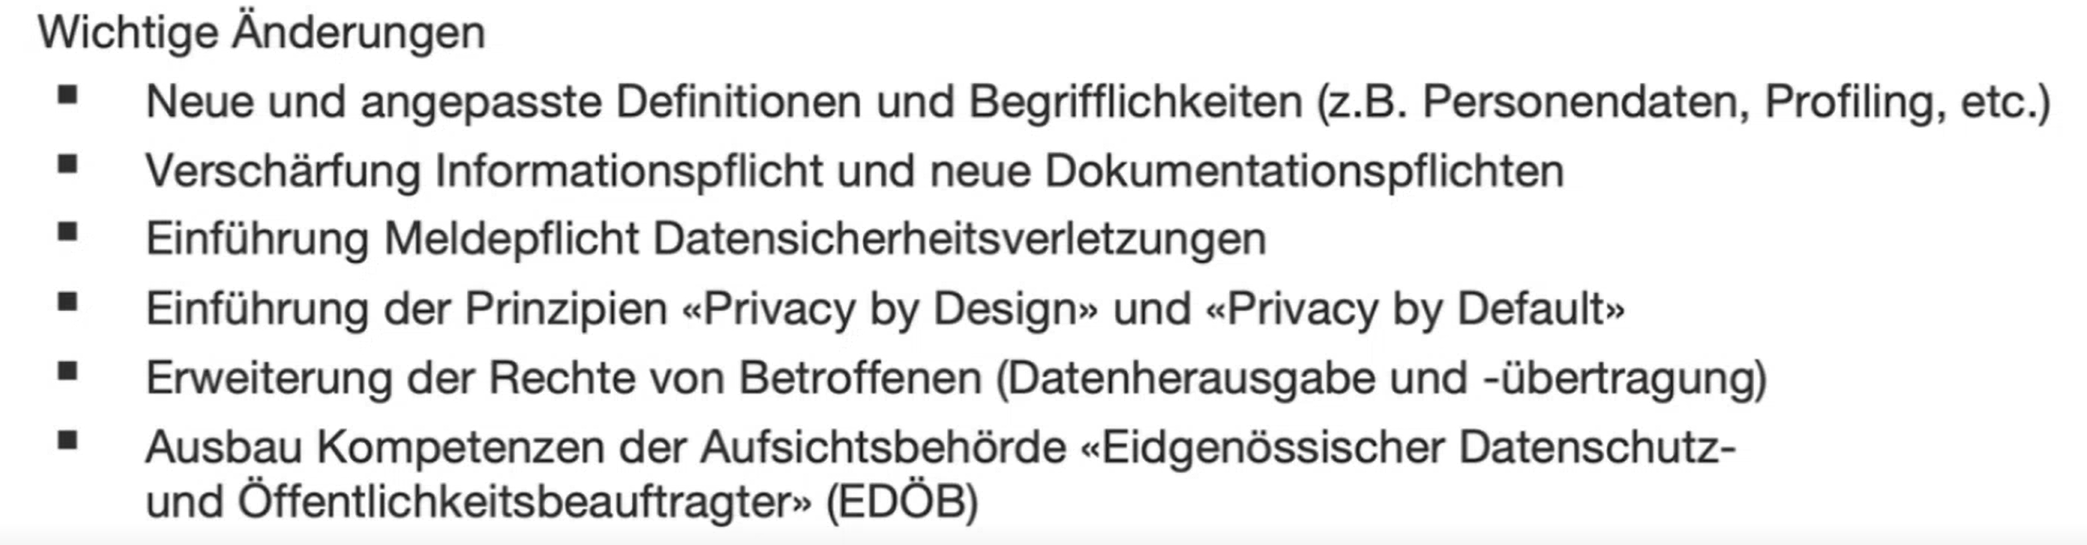 Wichtige Änderungen
▪ Neue und angepasste Definitionen und Begrifflichkeiten (z.B. Personendaten, Profiling, etc.)
▪ Verschärfung Informationspflicht und neue Dokumentationspflichten
▪ Einführung Meldepflicht Datensicherheitsverletzungen
▪ Einführung der Prinzipien «Privacy by Design» und «Privacy by Default»
▪ Erweiterung der Rechte von Betroffenen (Datenherausgabe und -übertragung)
▪ Ausbau Kompetenzen der Aufsichtsbehörde «Eidgenössischer Datenschutz-
und Öffentlichkeitsbeauftragter» (EDÖB)